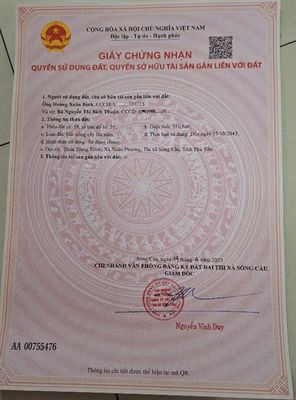 CỘNG HÒA XÃ HỘI CHỦ NGHĨA VIỆT NAM
Độc lập - Tự do - Hạnh phúc
GIẤY CHỨNG NHẬN
QUYỀN SỬ DỤNG ĐẤT, QUYỀN SỞ HỮU TÀI SẢN GẮN LIỀN VỚI ĐẤT
1. Người sử dụng đất, chủ sở hữu tài sản gắn liền với đất:
Ông Hoàng Xuân Bình, CCCD:
Và vợ: Bà Nguyễn Thị Bích Thuận, CCCD:
2. Thông tin thửa đất:
a. Thửa đất số: 39, tờ bản đồ số: 35, b. Diện tích: 550m².
c. Loại đất: Đất trồng cây lâu năm. d. Thời hạn sử dụng: Đến ngày 15/10/2043.
đ. Hình thức sử dụng: Sử dụng chung.
e. Địa chỉ: Thôn Trung Trinh, Xã Xuân Phương, Thị xã Sông Cầu, Tỉnh Phú Yên
3. Thông tin tài sản gắn liền với đất: -/-
Sông Cầu, 14 tháng 4 năm 2025
CHI NHÁNH VĂN PHÒNG ĐĂNG KÝ ĐẤT ĐAI THỊ XÃ SÔNG CẦU
GIÁM ĐỐC
Nguyễn Vinh Duy
AA 00755476
Thông tin chi tiết được thể hiện tại mã QR.